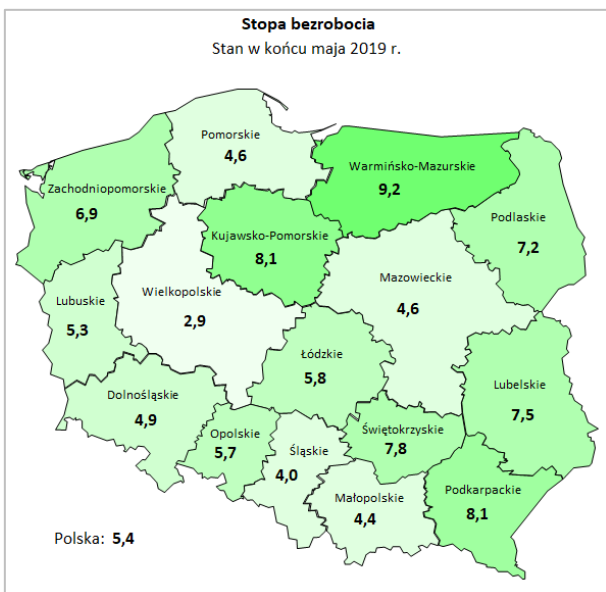 Stopa bezrobocia
Stan w końcu maja 2019 r.
Pomorskie
4,6
Warmińsko-Mazurskie
9,2
Zachodniopomorskie
6,9
Podlaskie
7,2
Kujawsko-Pomorskie
8,1
Mazowieckie
4,6
Wielkopolskie
2,9
Lubuskie
5,3
Łódzkie
5,8
Lubelskie
7,5
Dolnośląskie
4,9
Opolskie
5,7
Śląskie
4,0
Świętokrzyskie
7,8
Małopolskie
4,4
Podkarpackie
8,1
Polska: 5,4